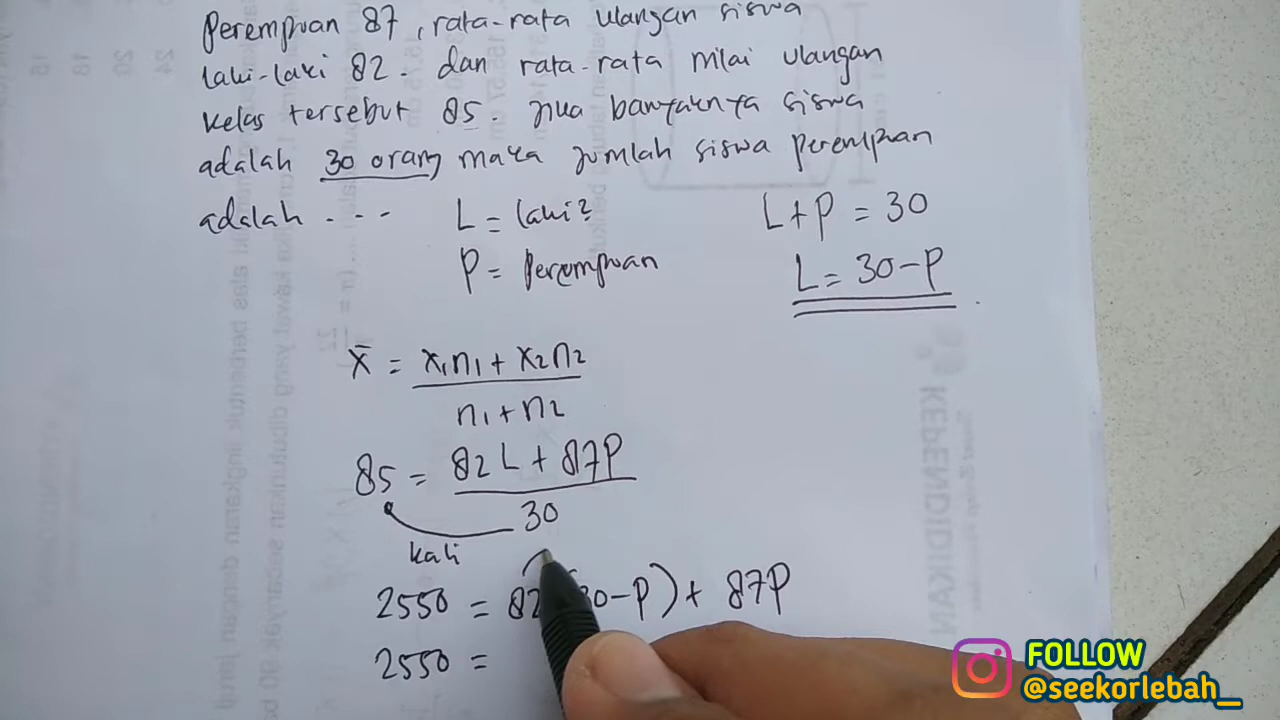 Perempuan 87, rata-rata ulangan siswa
laki-laki 82. dan rata-rata nilai ulangan
kelas tersebut 85. jika banyaknya siswa
adalah 30 orang maka jumlah siswa perempuan
adalah ...
L = laki²
P = perempuan
L+P = 30
L = 30-P
x̄ = x₁n₁ + x₂n₂
n₁ + n₂
85 = 82L + 87P
30
kali
2550 = 82 30-P) + 87P
2550 =
KEPENDIDIKAN
FOLLOW
@seekorlebah_